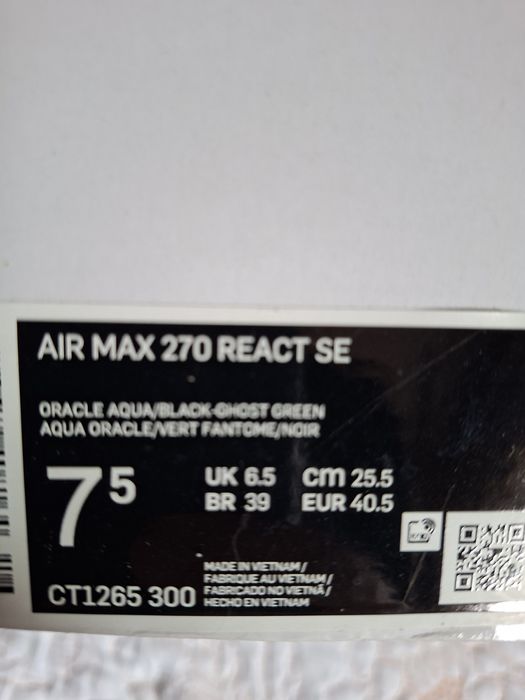 AIR MAX 270 REACT SE
ORACLE AQUA/BLACK-GHOST GREEN
AQUA ORACLE/VERT FANTOME/NOIR
7 5
UK 6.5 cm 25.5
BR 39 EUR 40.5
MADE IN VIETNAM /
FABRIQUE AU VIETNAM /
FABRICADO NO VIETNÃ /
HECHO EN VIETNAM
CT1265 300